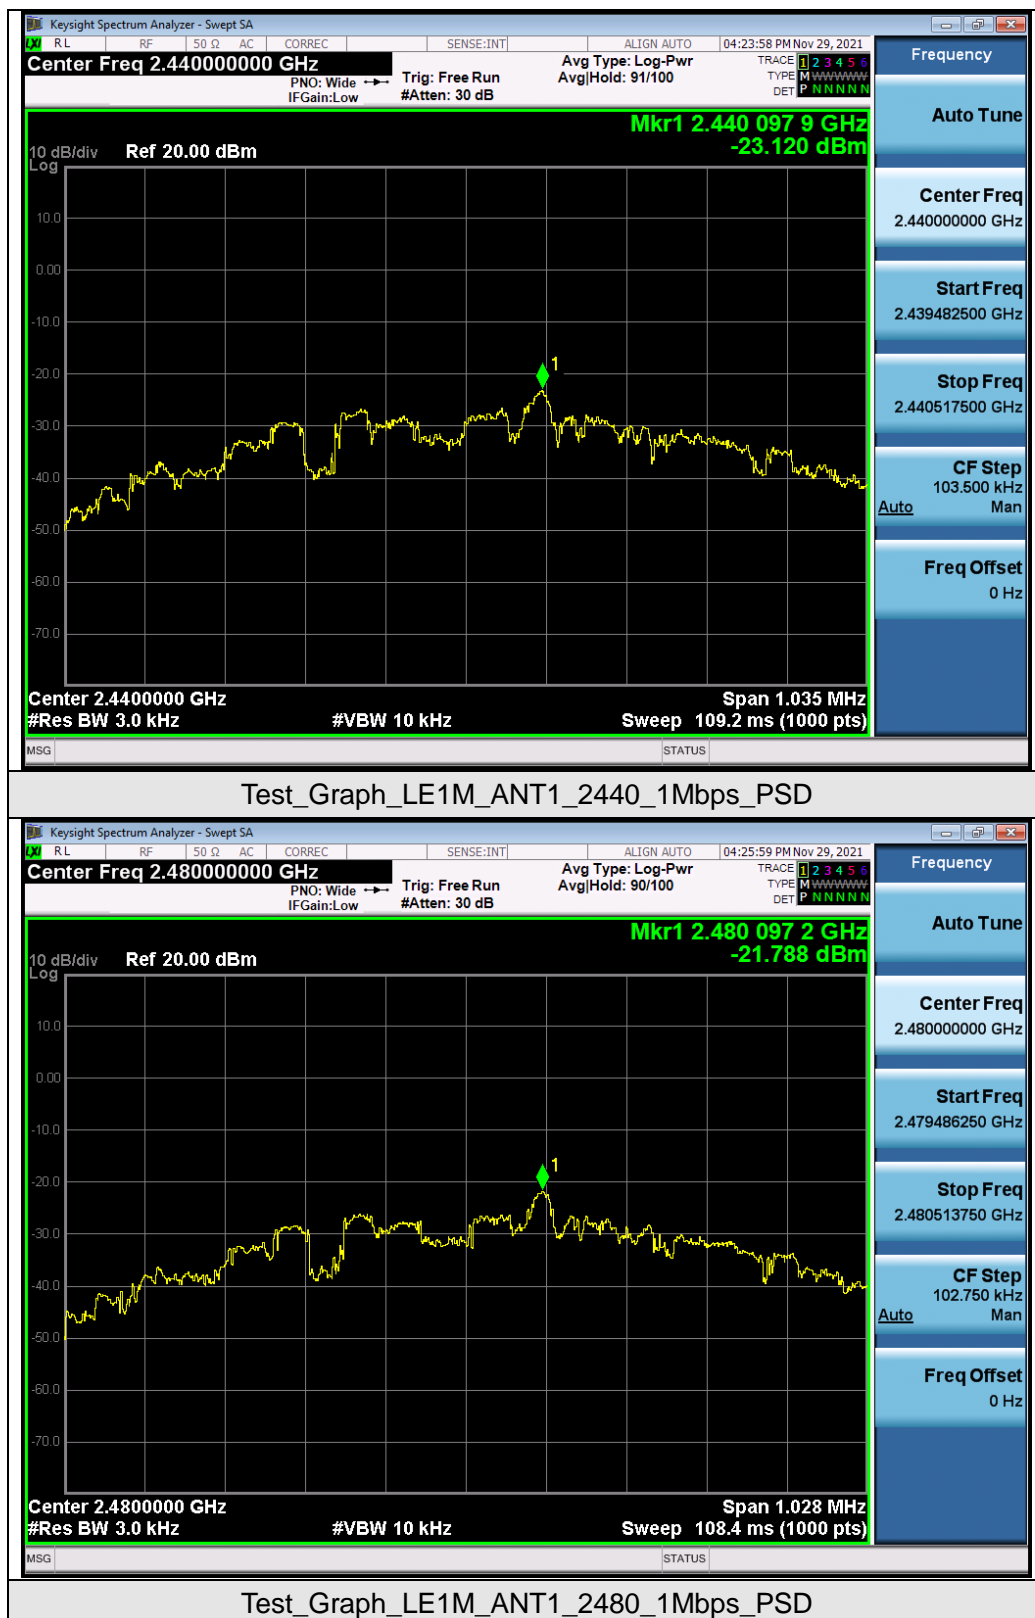 Keysight Spectrum Analyzer - Swept SA
LXI RL RF 50 Ω AC CORREC SENSE:INT ALIGN AUTO 04:23:58 PM Nov 29, 2021
Center Freq 2.440000000 GHz
PNO: Wide
IFGain:Low
Trig: Free Run
#Atten: 30 dB
Avg Type: Log-Pwr
Avg|Hold: 91/100
TRACE 1 2 3 4 5 6
TYPE M WWWWW
DET P N N N N N
Mkr1 2.440 097 9 GHz
-23.120 dBm
10 dB/div Ref 20.00 dBm
Log
10.0
0.00
-10.0
-20.0
-30.0
-40.0
-50.0
-60.0
-70.0
1
Center 2.4400000 GHz Span 1.035 MHz
#Res BW 3.0 kHz #VBW 10 kHz Sweep 109.2 ms (1000 pts)
MSG STATUS
Frequency
Auto Tune
Center Freq
2.440000000 GHz
Start Freq
2.439482500 GHz
Stop Freq
2.440517500 GHz
CF Step
103.500 kHz
Auto Man
Freq Offset
0 Hz
Test_Graph_LE1M_ANT1_2440_1Mbps_PSD
Keysight Spectrum Analyzer - Swept SA
LXI RL RF 50 Ω AC CORREC SENSE:INT ALIGN AUTO 04:25:59 PM Nov 29, 2021
Center Freq 2.480000000 GHz
PNO: Wide
IFGain:Low
Trig: Free Run
#Atten: 30 dB
Avg Type: Log-Pwr
Avg|Hold: 90/100
TRACE 1 2 3 4 5 6
TYPE M WWWWW
DET P N N N N N
Mkr1 2.480 097 2 GHz
-21.788 dBm
10 dB/div Ref 20.00 dBm
Log
10.0
0.00
-10.0
-20.0
-30.0
-40.0
-50.0
-60.0
-70.0
1
Center 2.4800000 GHz Span 1.028 MHz
#Res BW 3.0 kHz #VBW 10 kHz Sweep 108.4 ms (1000 pts)
MSG STATUS
Frequency
Auto Tune
Center Freq
2.480000000 GHz
Start Freq
2.479486250 GHz
Stop Freq
2.480513750 GHz
CF Step
102.750 kHz
Auto Man
Freq Offset
0 Hz
Test_Graph_LE1M_ANT1_2480_1Mbps_PSD